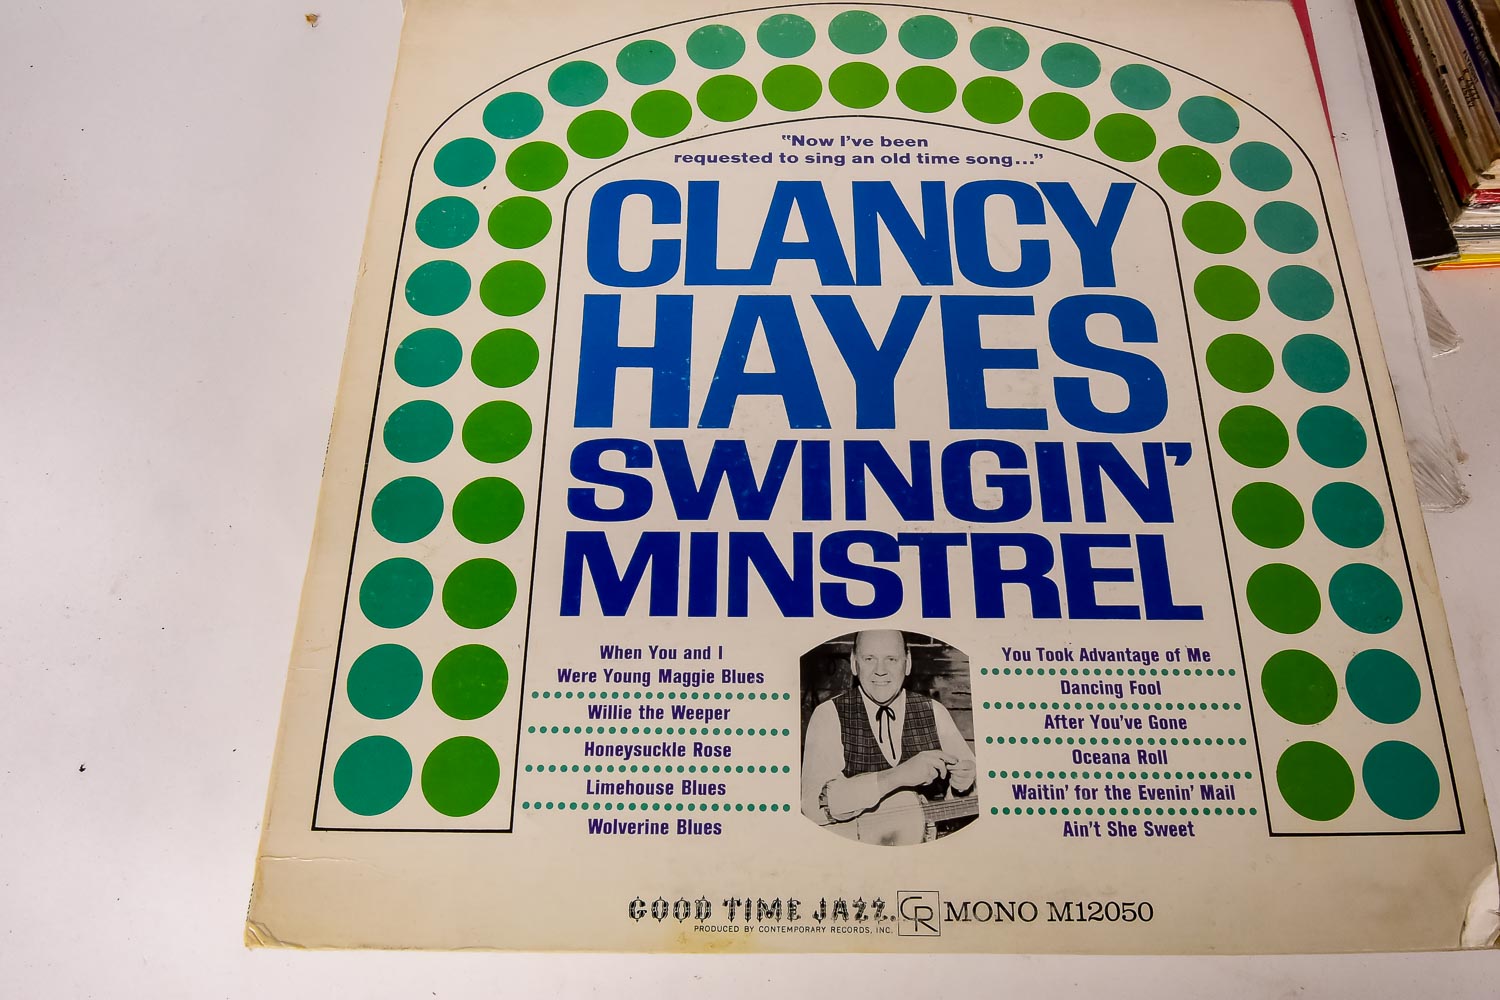 "Now I've been
requested to sing an old time song..."
CLANCY
HAYES
SWINGIN'
MINSTREL
When You and I
Were Young Maggie Blues
Willie the Weeper
Honeysuckle Rose
Limehouse Blues
Wolverine Blues
You Took Advantage of Me
Dancing Fool
After You've Gone
Oceana Roll
Waitin' for the Evenin' Mail
Ain't She Sweet
GOOD TIME JAZZ. CR MONO M12050
PRODUCED BY CONTEMPORARY RECORDS, INC.